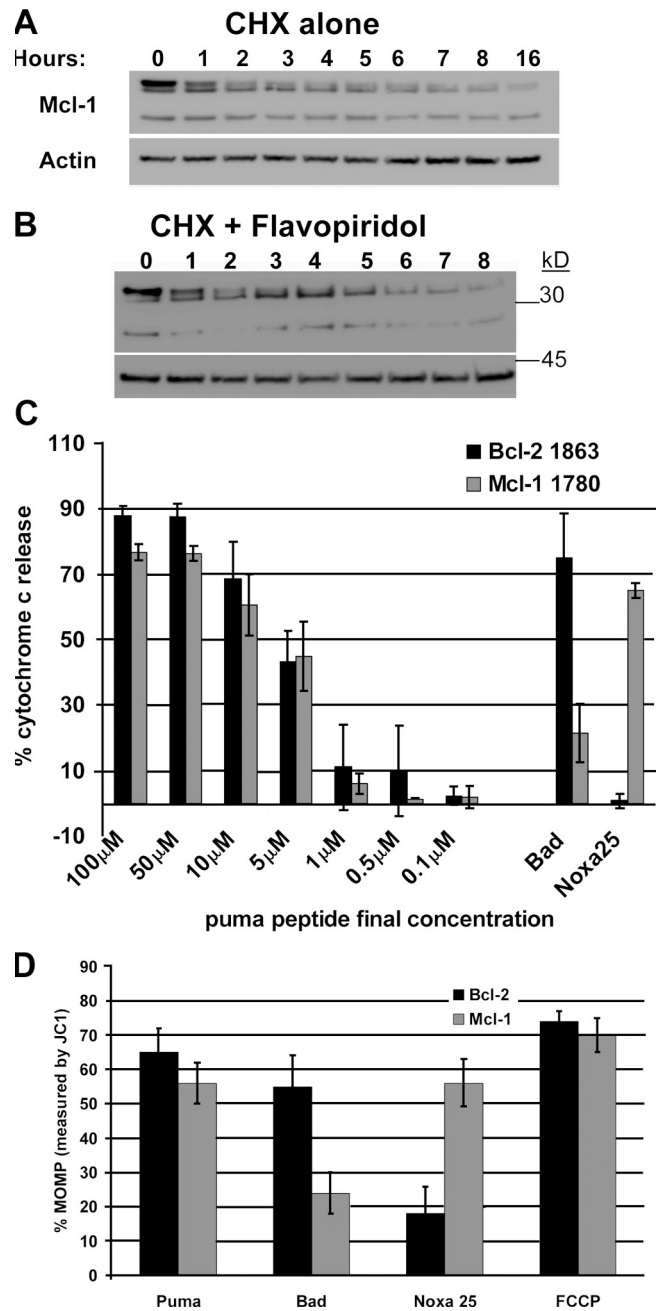 A
CHX alone
Hours: 0 1 2 3 4 5 6 7 8 16
Mcl-1
Actin
B
CHX + Flavopiridol
0 1 2 3 4 5 6 7 8 kD
30
45
C
110
90
70
50
30
10
-10
% cytochrome c release
Bcl-2 1863
Mcl-1 1780
100μM 50μM 10μM 5μM 1μM 0.5μM 0.1μM Bad Noxa25
puma peptide final concentration
D
90
80
70
60
50
40
30
20
10
0
% MOMP (measured by JC1)
Bcl-2
Mcl-1
Puma Bad Noxa 25 FCCP